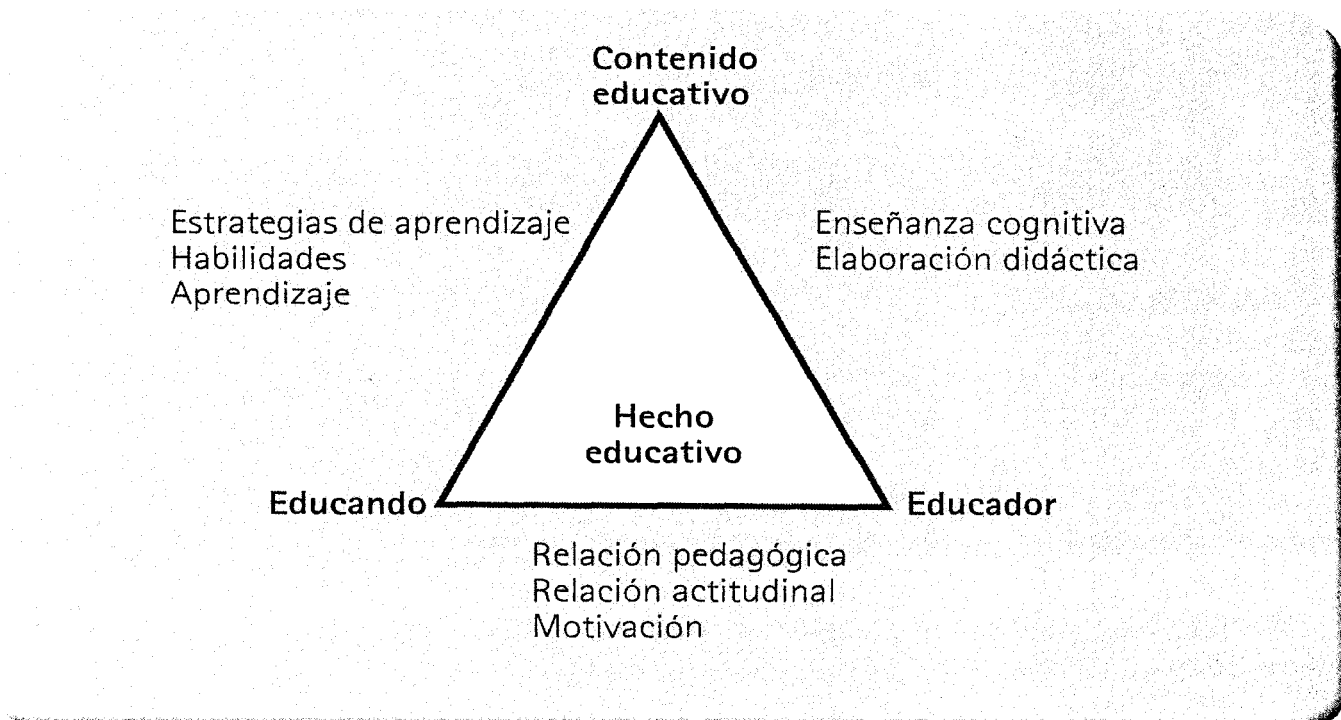 Contenido
educativo
Estrategias de aprendizaje
Habilidades
Aprendizaje
Enseñanza cognitiva
Elaboración didáctica
Hecho
educativo
Educando
Educador
Relación pedagógica
Relación actitudinal
Motivación